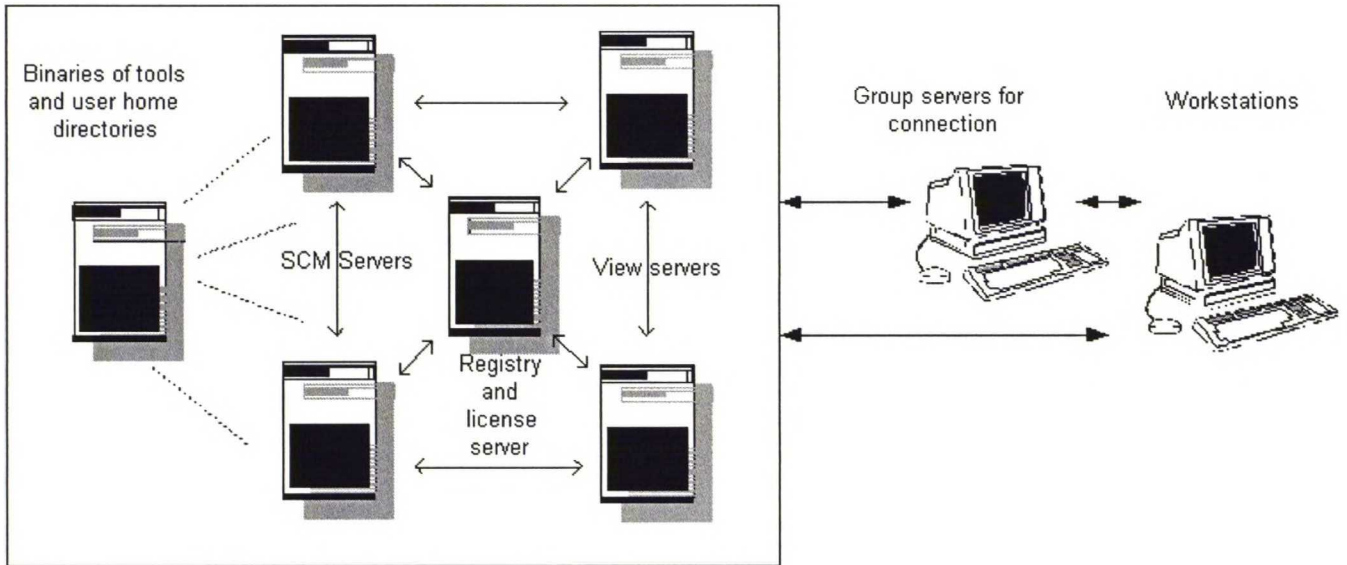 Binaries of tools
and user home
directories
SCM Servers
View servers
Registry
and
license
server
Group servers for
connection
Workstations